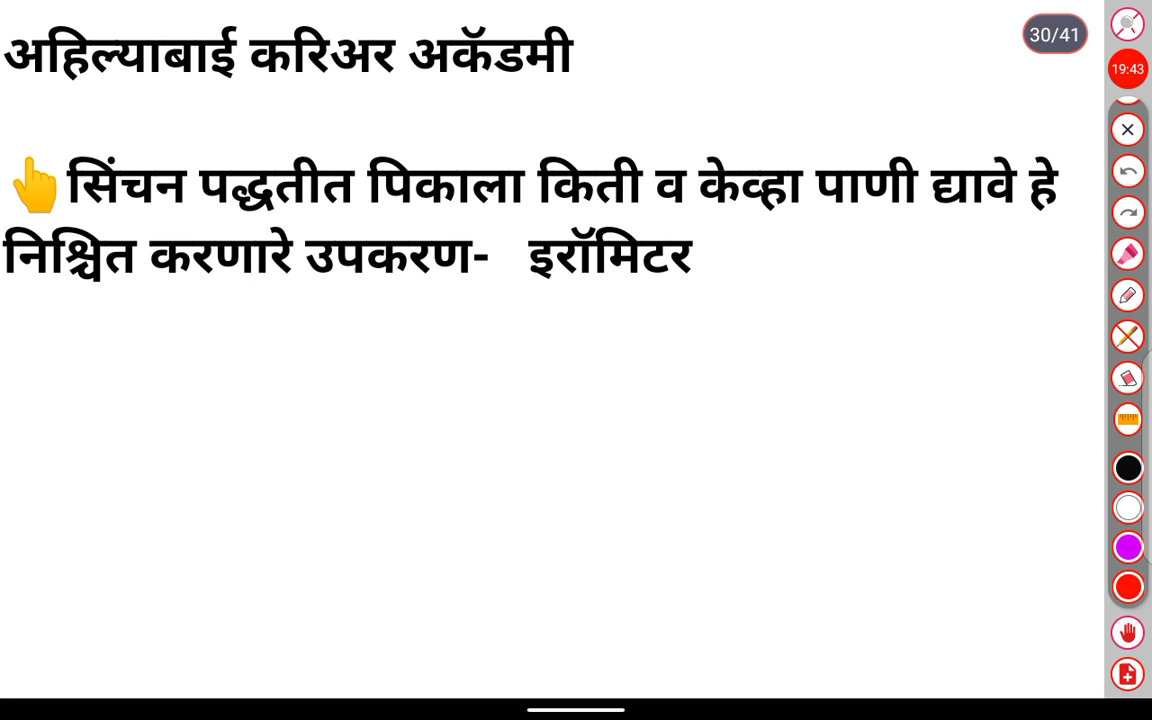 अहिल्याबाई करिअर अकॅडमी
30/41
19:43
👆सिंचन पद्धतीत पिकाला किती व केव्हा पाणी द्यावे हे
निश्चित करणारे उपकरण- इरॉमिटर